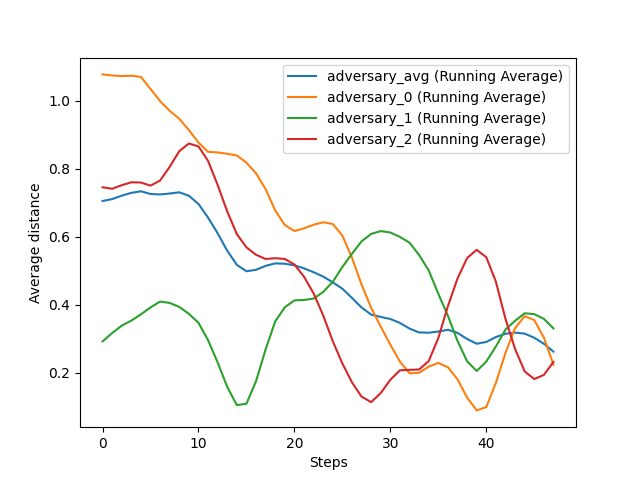 adversary_avg (Running Average)
adversary_0 (Running Average)
adversary_1 (Running Average)
adversary_2 (Running Average)
Average distance
1.0
0.8
0.6
0.4
0.2
0
10
20
30
40
Steps